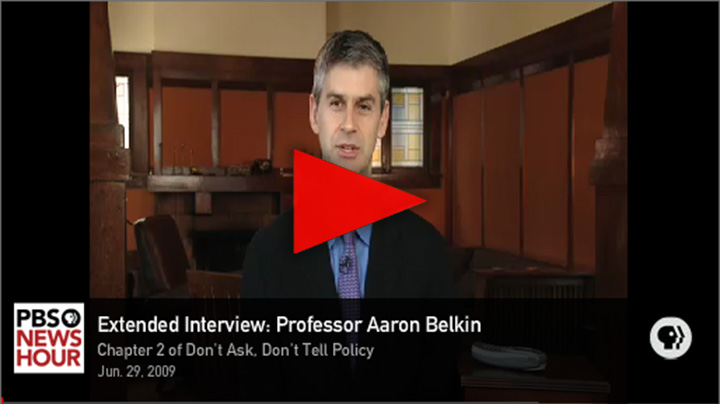 PBS
NEWS
HOUR
Extended Interview: Professor Aaron Belkin
Chapter 2 of Don't Ask, Don't Tell Policy
Jun. 29, 2009